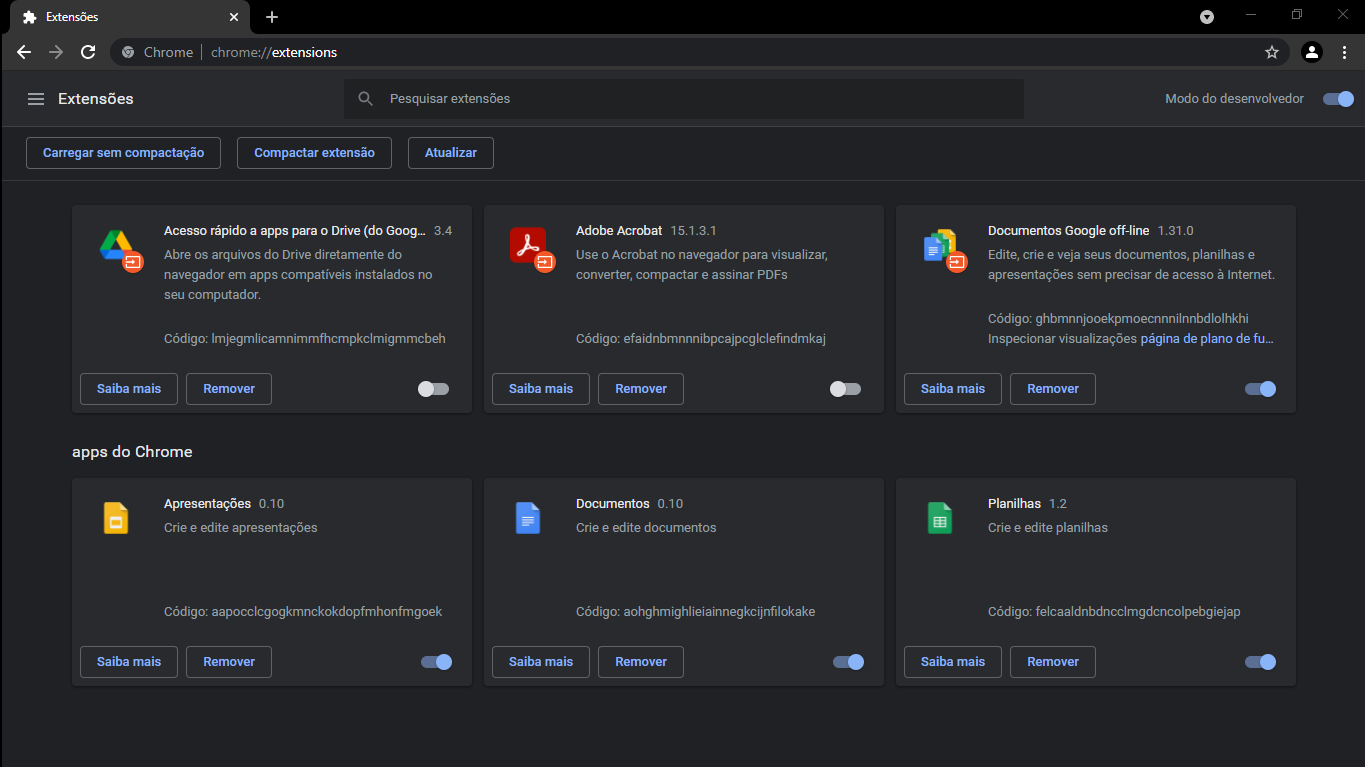 Extensões
Chrome
chrome://extensions
Extensões
Pesquisar extensões
Modo do desenvolvedor
Carregar sem compactação
Compactar extensão
Atualizar
Acesso rápido a apps para o Drive (do Goog... 3.4
Abre os arquivos do Drive diretamente do
navegador em apps compatíveis instalados no
seu computador.
Código: lmjegmlicamnimmfhcmpkclmigmmcbeh
Saiba mais
Remover
Adobe Acrobat 15.1.3.1
Use o Acrobat no navegador para visualizar,
converter, compactar e assinar PDFs
Código: efaidnbmnnnibpcajpcglclefindmkaj
Saiba mais
Remover
Documentos Google off-line 1.31.0
Edite, crie e veja seus documentos, planilhas e
apresentações sem precisar de acesso à Internet.
Código: ghbmnnjooekpmoecnnnilnnbdlolhkhi
Inspecionar visualizações página de plano de fu...
Saiba mais
Remover
apps do Chrome
Apresentações 0.10
Crie e edite apresentações
Código: aapocclcgogkmnckokdopfmhonfmgoek
Saiba mais
Remover
Documentos 0.10
Crie e edite documentos
Código: aohghmighlieiainnegkcijnfilokake
Saiba mais
Remover
Planilhas 1.2
Crie e edite planilhas
Código: felcaaldnbdncclmgdcncolpebgiejap
Saiba mais
Remover